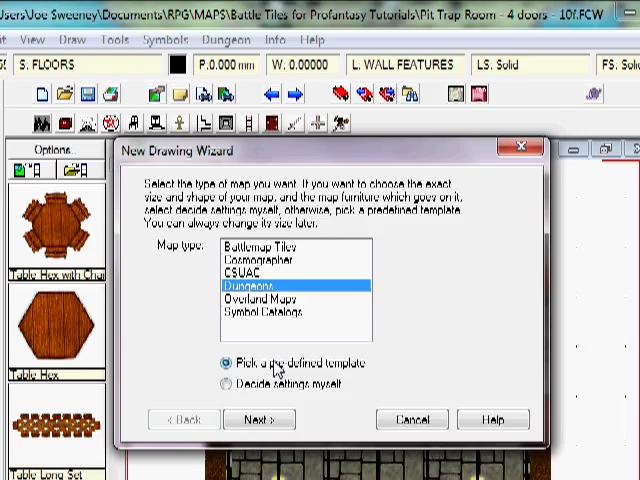 Users\Joe Sweeney\Documents\RPG\MAPS\Battle Tiles for Profantasy Tutorials\Pit Trap Room - 4 doors - 10f.FCW
View Draw Tools Symbols Dungeon Info Help
S: FLOORS P:0.000 mm W: 0.00000 L: WALL FEATURES LS: Solid FS: Solid
Options...
New Drawing Wizard
Select the type of map you want. If you want to choose the exact
size and shape of your map, and the map furniture which goes on it,
select decide settings myself, otherwise, pick a predefined template.
You can always change its size later.
Map type:
Battlemap Tiles
Cosmographer
CSUAC
Dungeons
Overland Maps
Symbol Catalogs
Table Hex with Chai
Table Hex
Pick a pre-defined template
Decide settings myself
< Back Next > Cancel Help
Table Long Set